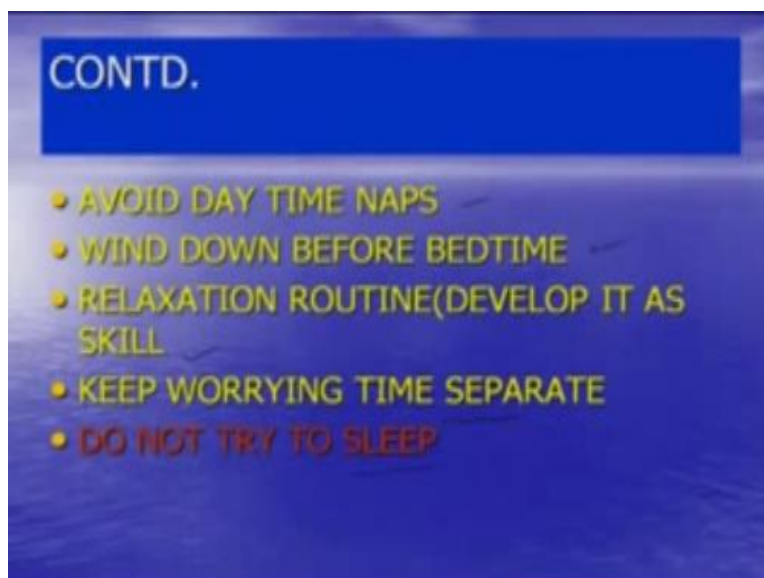 CONTD.
• AVOID DAY TIME NAPS
• WIND DOWN BEFORE BEDTIME
• RELAXATION ROUTINE(DEVELOP IT AS
SKILL
• KEEP WORRYING TIME SEPARATE
• DO NOT TRY TO SLEEP